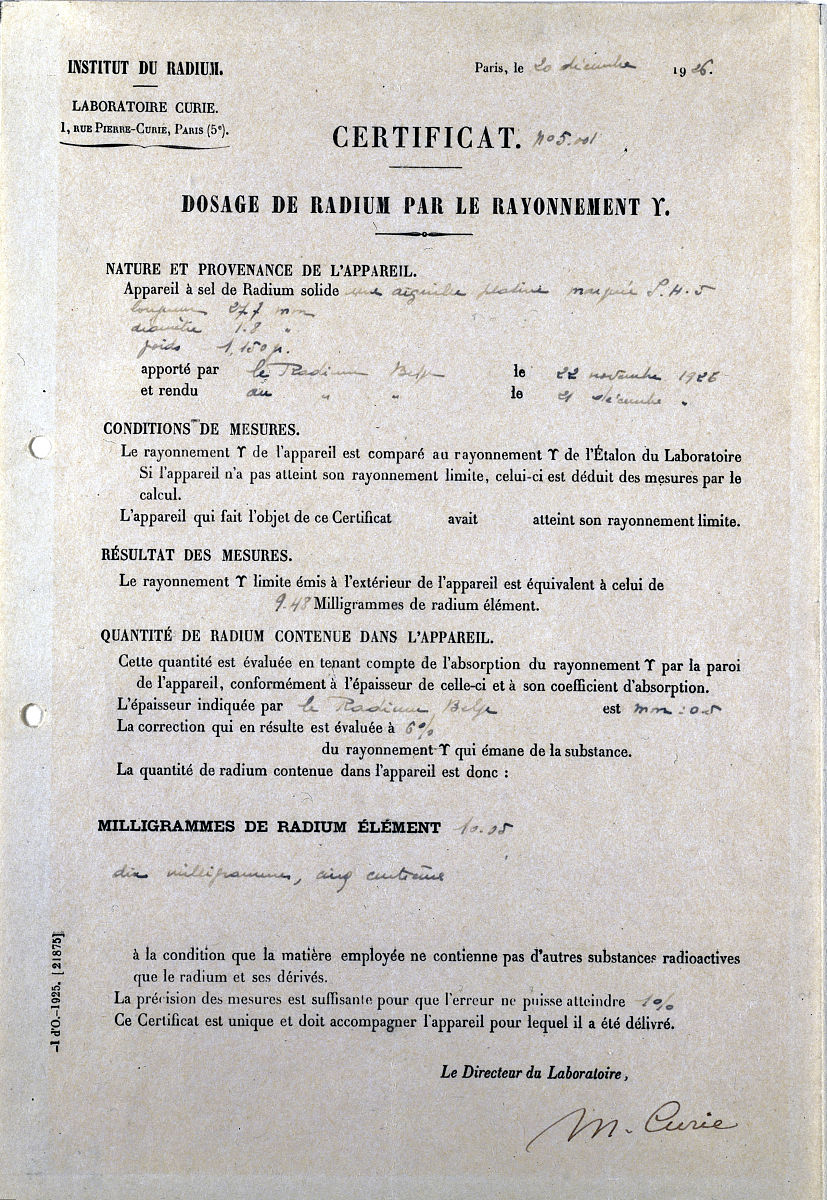 INSTITUT DU RADIUM.
LABORATOIRE CURIE.
1, RUE PIERRE-CURIE, PARIS (5e).
Paris, le 20 décembre 1926.
CERTIFICAT. No 5.001
DOSAGE DE RADIUM PAR LE RAYONNEMENT ϒ.
NATURE ET PROVENANCE DE L'APPAREIL.
Appareil à sel de Radium solide une aiguille platine marquée S.H.5
longueur 27.7 mm
diamètre 1.8 "
poids 1,150 g.
apporté par le Radium Belge le 22 novembre 1926
et rendu au " " le 21 décembre "
CONDITIONS DE MESURES.
Le rayonnement ϒ de l'appareil est comparé au rayonnement ϒ de l'Étalon du Laboratoire
Si l'appareil n'a pas atteint son rayonnement limite, celui-ci est déduit des mesures par le
calcul.
L'appareil qui fait l'objet de ce Certificat avait atteint son rayonnement limite.
RÉSULTAT DES MESURES.
Le rayonnement ϒ limite émis à l'extérieur de l'appareil est équivalent à celui de
9.48 Milligrammes de radium élément.
QUANTITÉ DE RADIUM CONTENUE DANS L'APPAREIL.
Cette quantité est évaluée en tenant compte de l'absorption du rayonnement ϒ par la paroi
de l'appareil, conformément à l'épaisseur de celle-ci et à son coefficient d'absorption.
L'épaisseur indiquée par le Radium Belge est mm : 0.5
La correction qui en résulte est évaluée à 6%
du rayonnement ϒ qui émane de la substance.
La quantité de radium contenue dans l'appareil est donc :
MILLIGRAMMES DE RADIUM ÉLÉMENT 10.05
dix milligrammes, cinq centièmes
à la condition que la matière employée ne contienne pas d'autres substances radioactives
que le radium et ses dérivés.
La précision des mesures est suffisante pour que l'erreur ne puisse atteindre 1%
Ce Certificat est unique et doit accompagner l'appareil pour lequel il a été délivré.
Le Directeur du Laboratoire,
M. Curie
—I d'O.-1925. [21875]